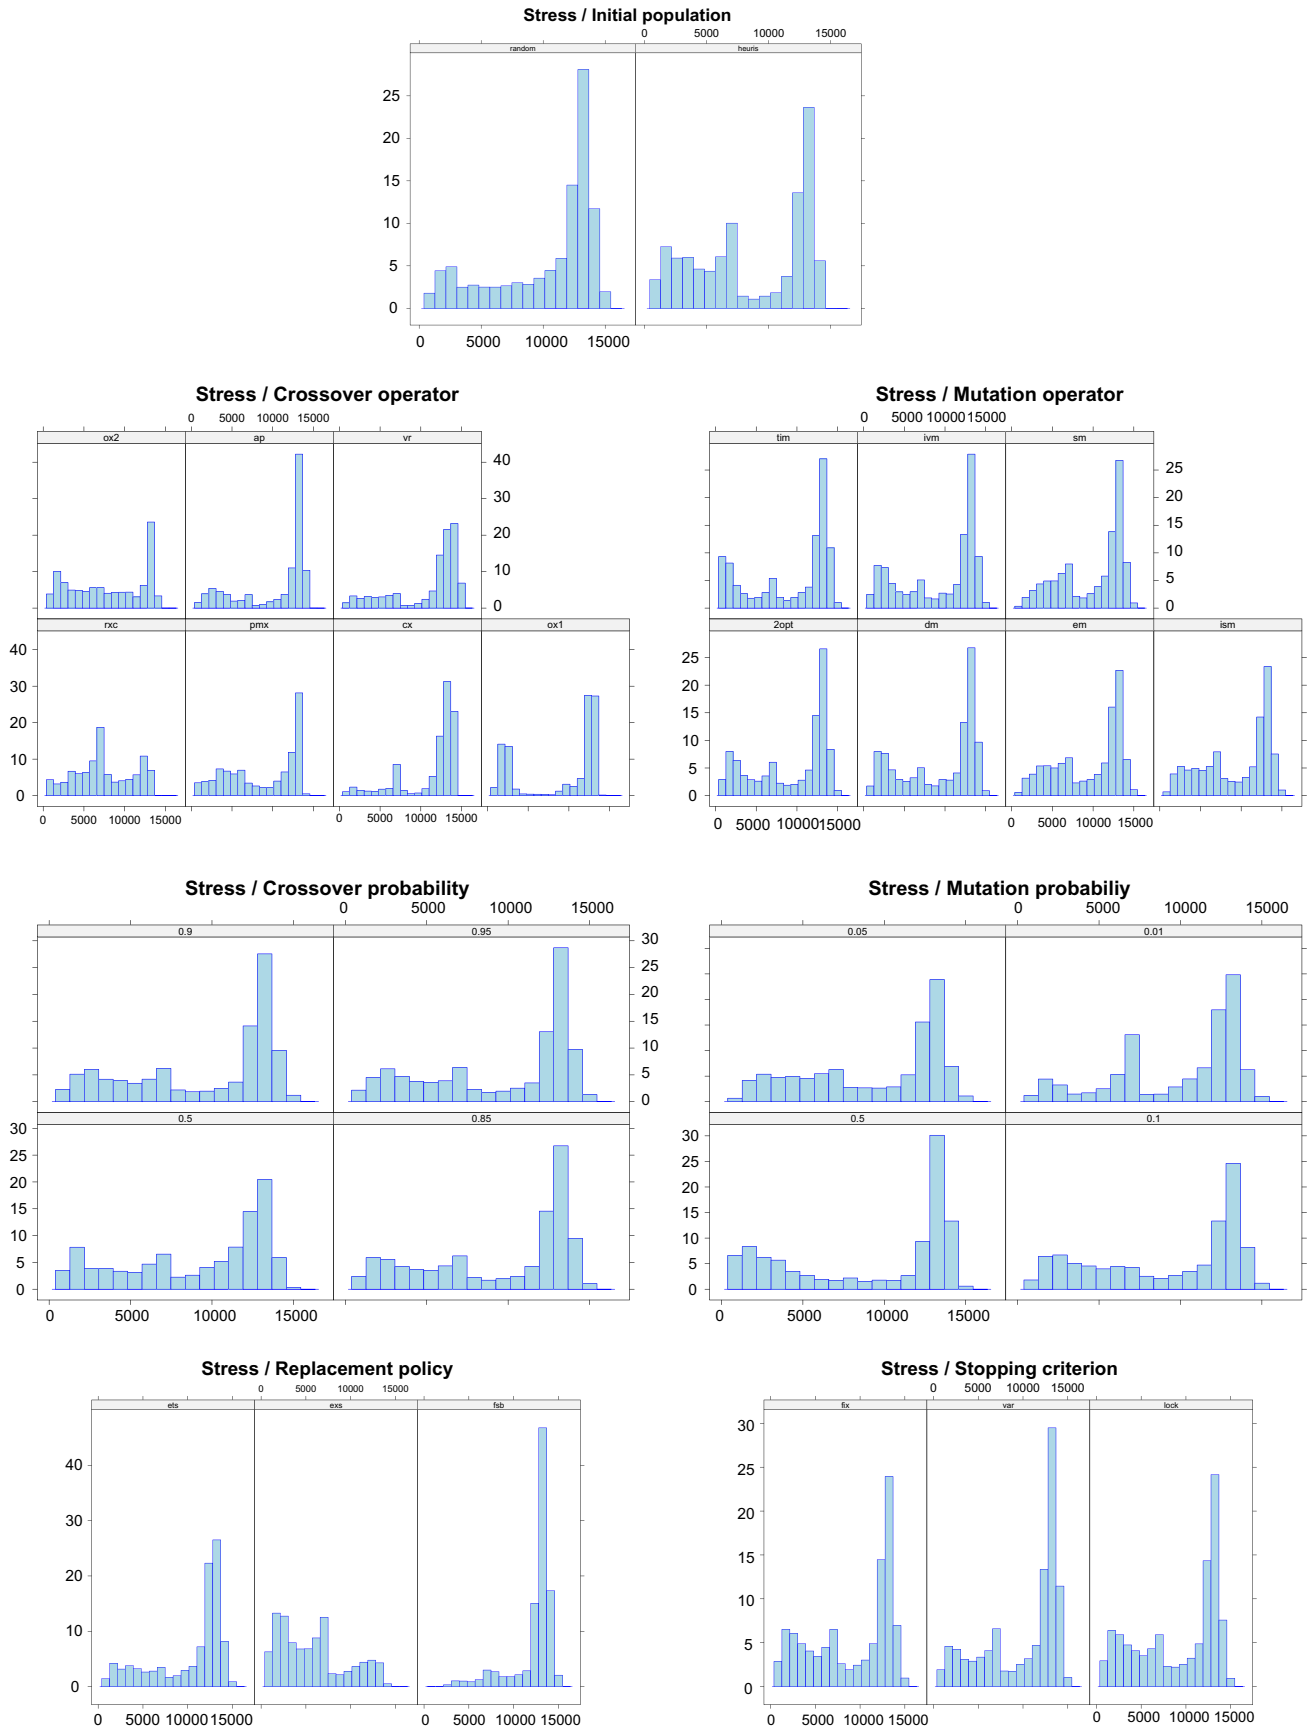 Stress / Initial population
0 5000 10000 15000
random heuris
25
20
15
10
5
0
0 5000 10000 15000
Stress / Crossover operator
0 5000 10000 15000
ox2 ap vr
40
30
20
10
0
rxc pmx cx ox1
40
30
20
10
0
0 5000 10000 15000 0 5000 10000 15000
Stress / Mutation operator
0 5000 10000 15000
tim ivm sm
25
20
15
10
5
0
2opt dm em ism
25
20
15
10
5
0
0 5000 10000 15000 0 5000 10000 15000
Stress / Crossover probability
0 5000 10000 15000
0.9 0.95
30
25
20
15
10
5
0
0.5 0.85
30
25
20
15
10
5
0
0 5000 10000 15000
Stress / Mutation probabiliy
0 5000 10000 15000
0.05 0.01
0.5 0.1
30
25
20
15
10
5
0
0 5000 10000 15000
Stress / Replacement policy
0 5000 10000 15000
ets exs fsb
40
30
20
10
0
0 5000 10000 15000 0 5000 10000 15000
Stress / Stopping criterion
0 5000 10000 15000
fix var lock
30
25
20
15
10
5
0
0 5000 10000 15000 0 5000 10000 15000